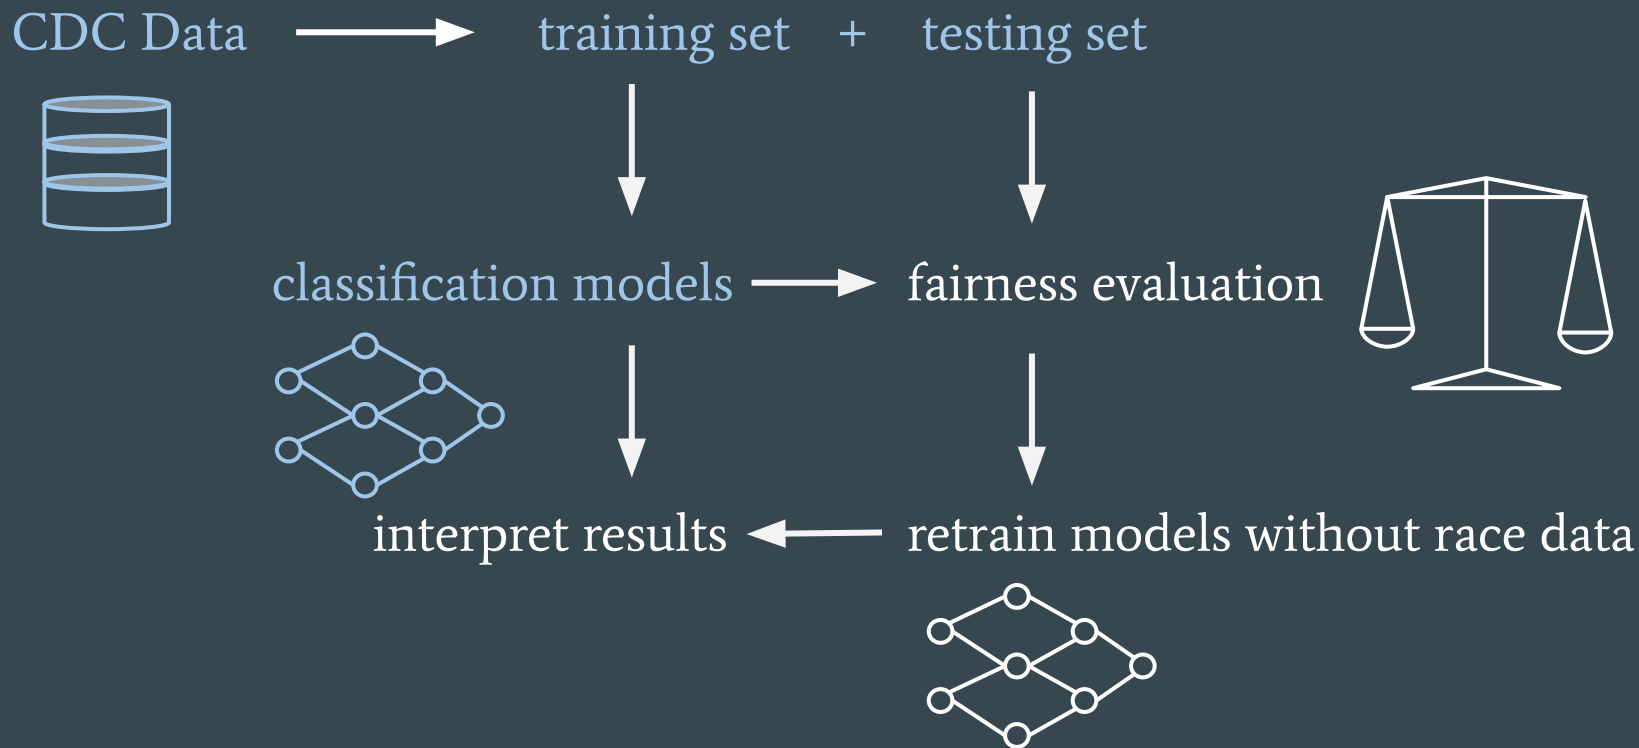 CDC Data training set + testing set
classification models fairness evaluation
interpret results retrain models without race data